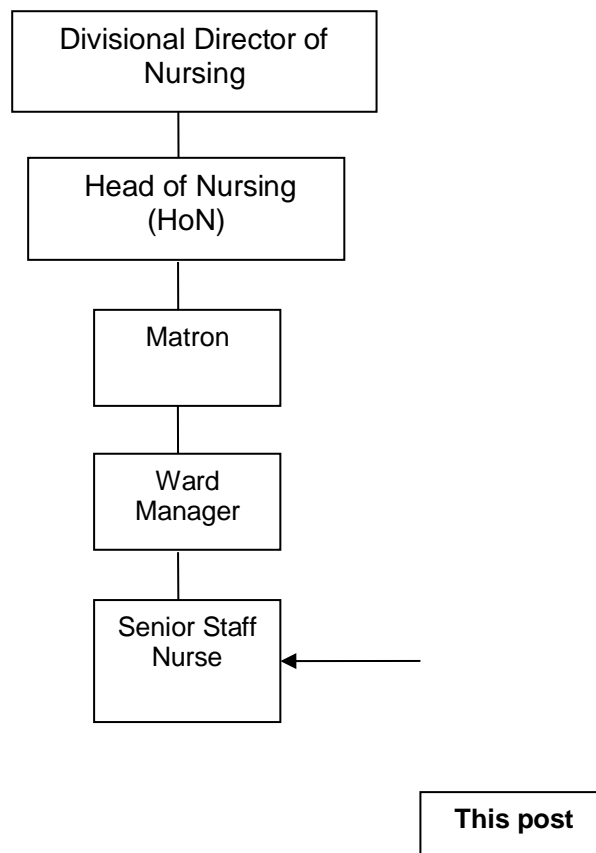 Divisional Director of
Nursing
Head of Nursing
(HoN)
Matron
Ward
Manager
Senior Staff
Nurse
This post